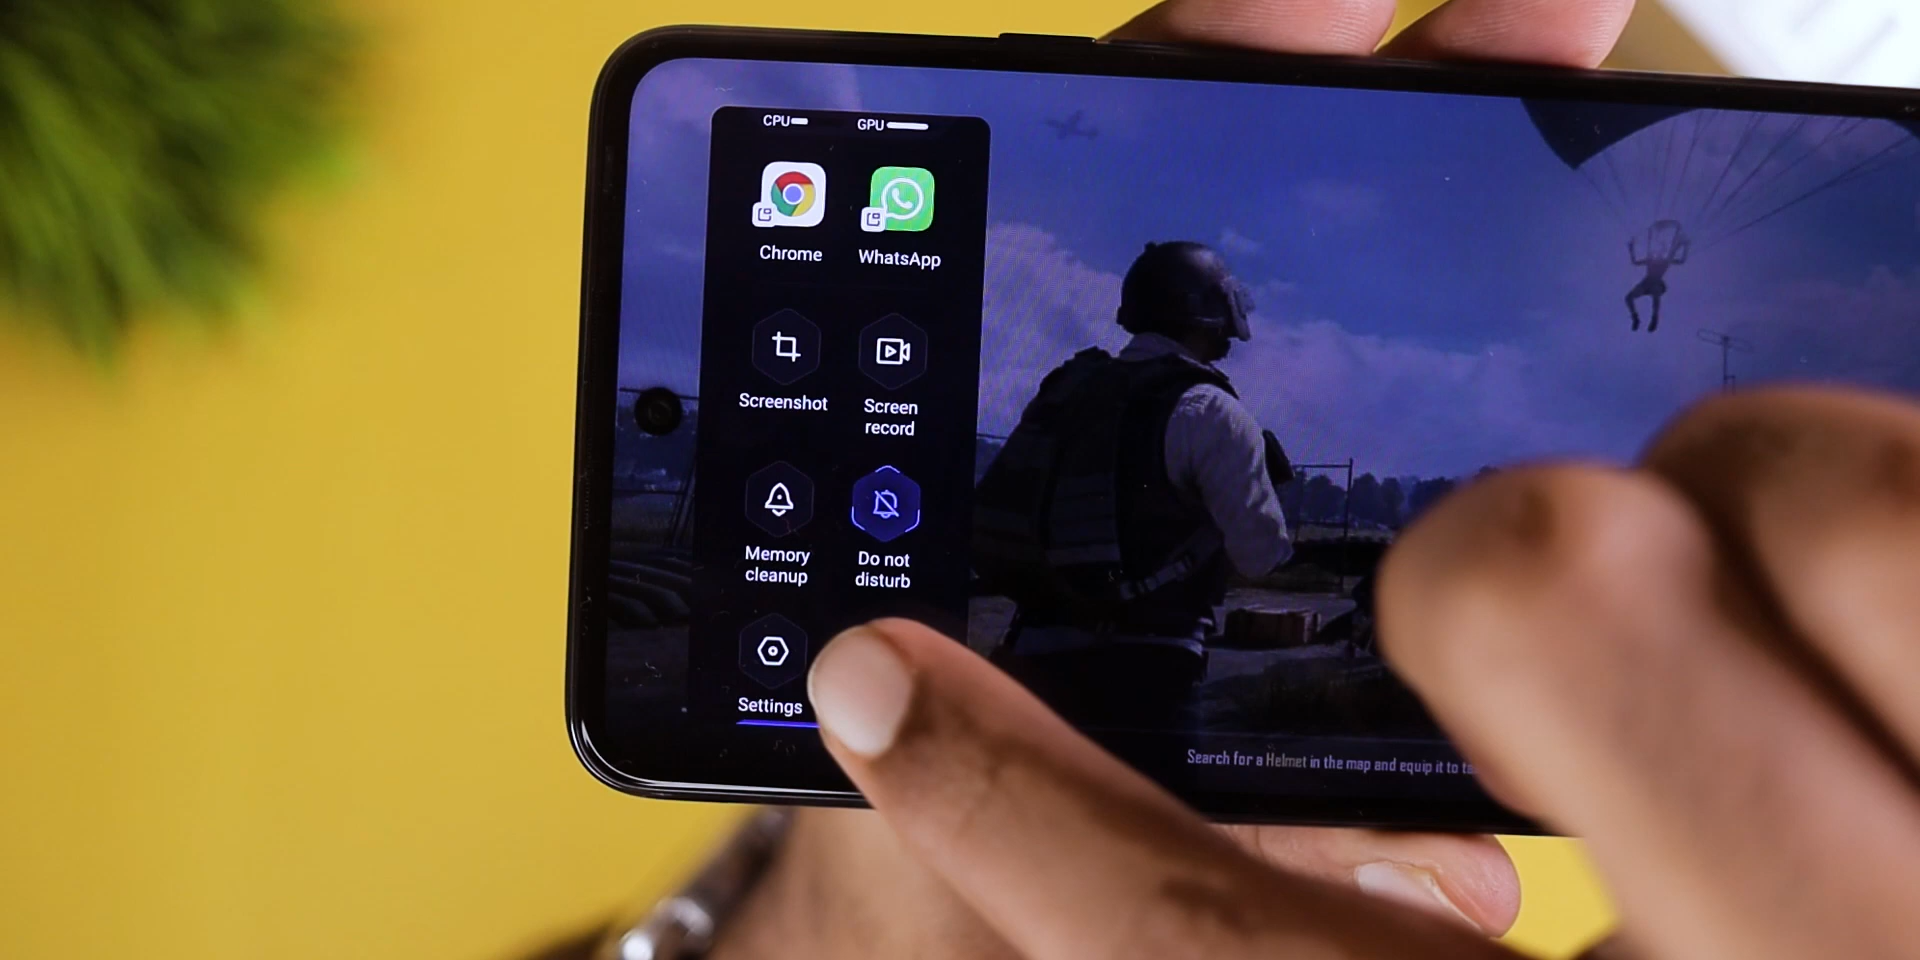 CPU GPU
Chrome WhatsApp
Screenshot Screen
record
Memory Do not
cleanup disturb
Settings
Search for a Helmet in the map and equip it to